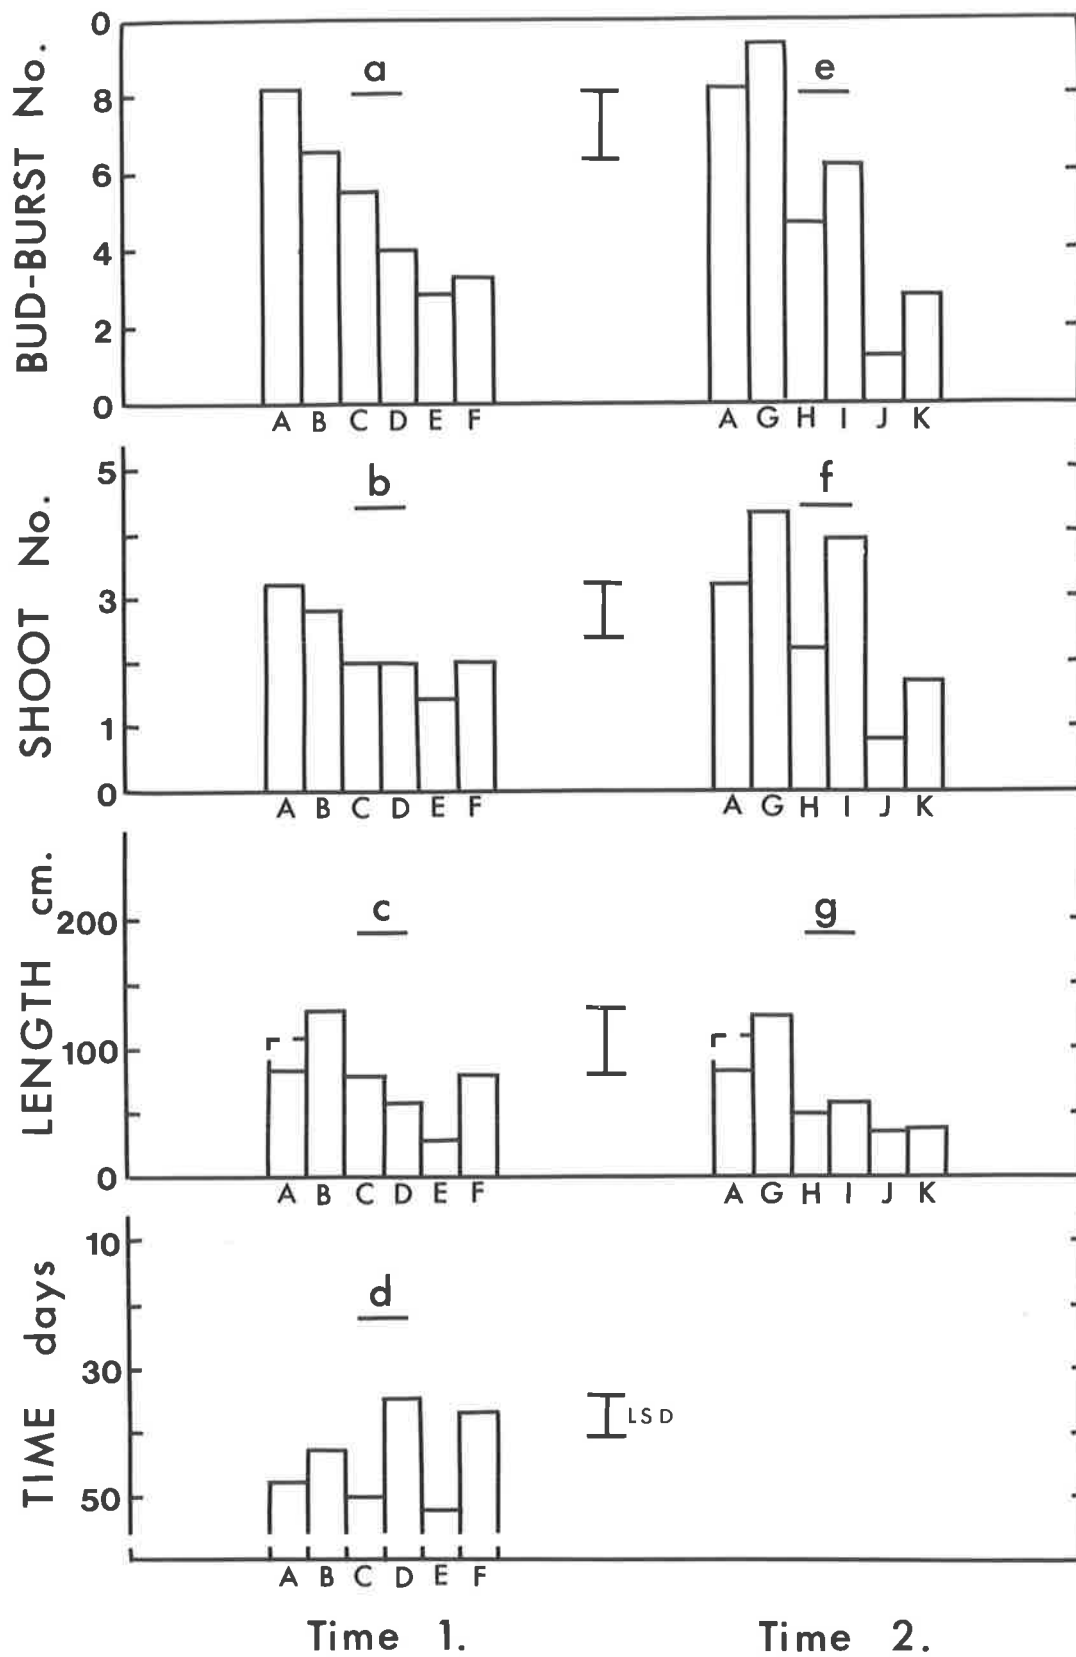 BUD-BURST No.
0
8
6
4
2
0
a
e
A B C D E F
A G H I J K
SHOOT No.
5
3
1
0
b
f
A B C D E F
A G H I J K
LENGTH cm.
200
100
0
c
g
A B C D E F
A G H I J K
TIME days
10
30
50
d
LSD
A B C D E F
Time 1.
Time 2.